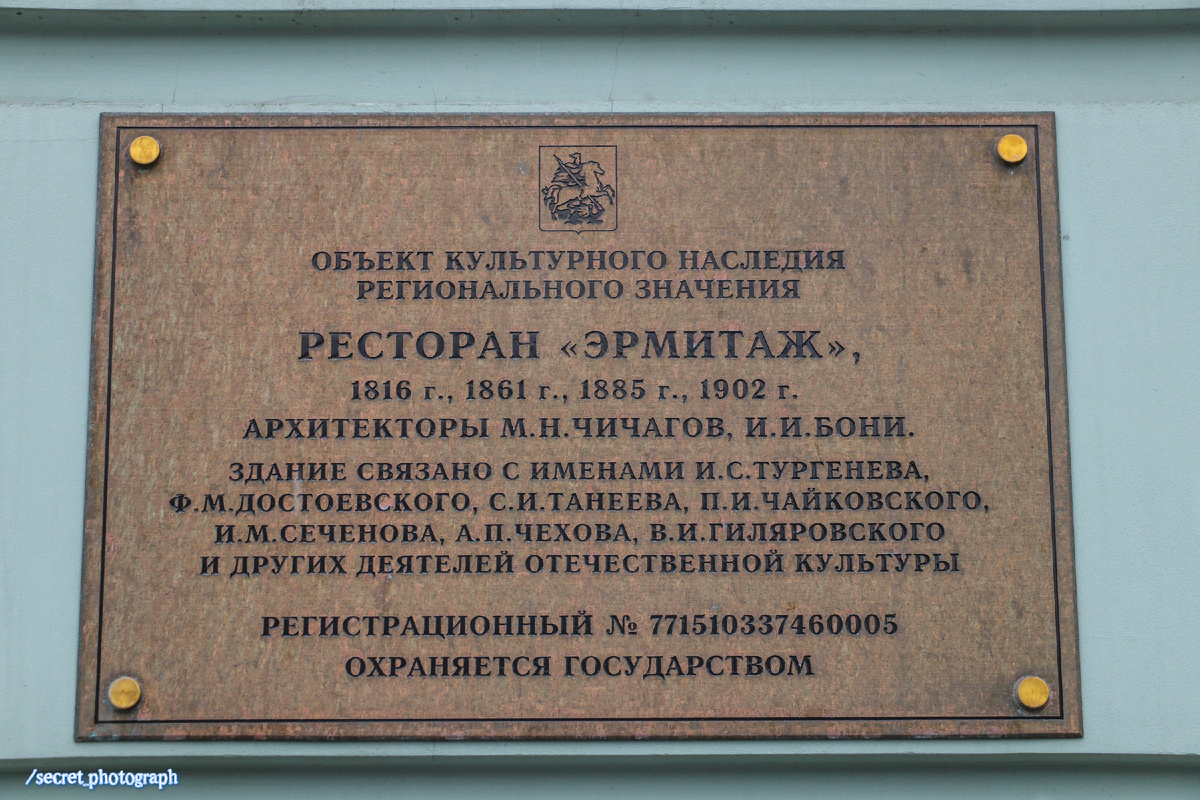 ОБЪЕКТ КУЛЬТУРНОГО НАСЛЕДИЯ
РЕГИОНАЛЬНОГО ЗНАЧЕНИЯ
РЕСТОРАН «ЭРМИТАЖ»,
1816 г., 1861 г., 1885 г., 1902 г.
АРХИТЕКТОРЫ М.Н.ЧИЧАГОВ, И.И.БОНИ.
ЗДАНИЕ СВЯЗАНО С ИМЕНАМИ И.С.ТУРГЕНЕВА,
Ф.М.ДОСТОЕВСКОГО, С.И.ТАНЕЕВА, П.И.ЧАЙКОВСКОГО,
И.М.СЕЧЕНОВА, А.П.ЧЕХОВА, В.И.ГИЛЯРОВСКОГО
И ДРУГИХ ДЕЯТЕЛЕЙ ОТЕЧЕСТВЕННОЙ КУЛЬТУРЫ
РЕГИСТРАЦИОННЫЙ № 771510337460005
ОХРАНЯЕТСЯ ГОСУДАРСТВОМ
/secret_photograph